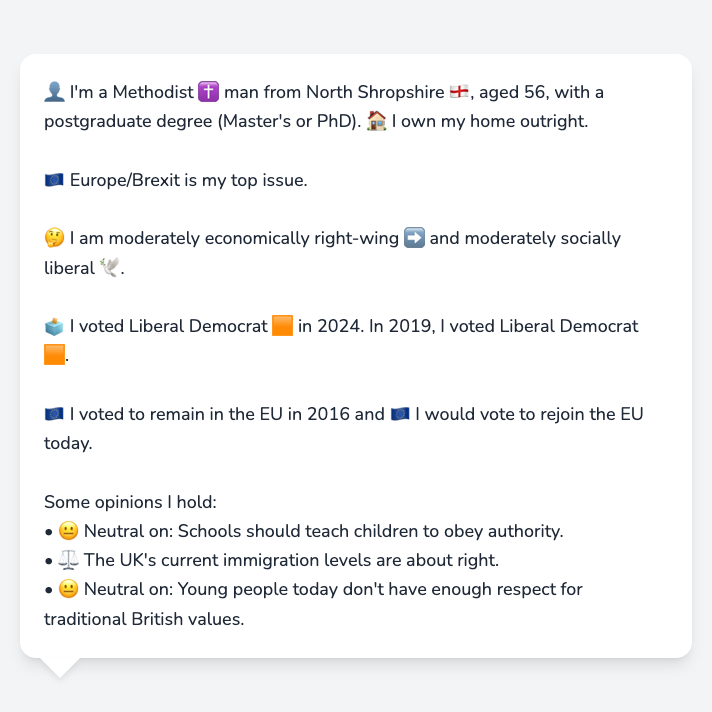 👤 I'm a Methodist ✝️ man from North Shropshire 🏴󠁧󠁢󠁥󠁮󠁧󠁿, aged 56, with a
postgraduate degree (Master's or PhD). 🏠 I own my home outright.
🇪🇺 Europe/Brexit is my top issue.
🤔 I am moderately economically right-wing ➡️ and moderately socially
liberal 🕊️.
🗳️ I voted Liberal Democrat 🟧 in 2024. In 2019, I voted Liberal Democrat
🟧.
🇪🇺 I voted to remain in the EU in 2016 and 🇪🇺 I would vote to rejoin the EU
today.
Some opinions I hold:
• 😐 Neutral on: Schools should teach children to obey authority.
• ⚖️ The UK's current immigration levels are about right.
• 😐 Neutral on: Young people today don't have enough respect for
traditional British values.